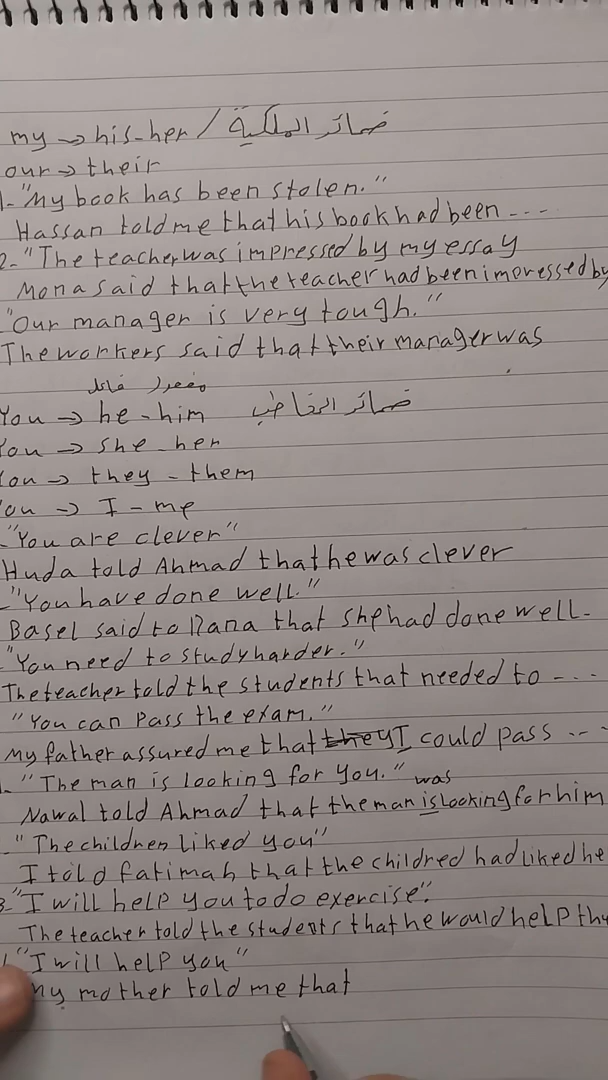 my → his - her / ضمائر الملكية
our → their
1- "My book has been stolen."
Hassan told me that his book had been ---
2- "The teacher was impressed by my essay
Mona said that the teacher had been imoressed by
"Our manager is very tough."
The workers said that their manager was
مفعول فاعل
You → he - him ضمائر المخاطب
You → she - her
You → they - them
You → I - me
"You are clever"
Huda told Ahmad that he was clever
"You have done well."
Basel said to Rana that she had done well.
"You need to study harder."
The teacher told the students that needed to ---
"You can pass the exam."
My father assured me that they I could pass ---
1- "The man is looking for you." was
Nawal told Ahmad that the man is looking for him
"The children liked you"
I told fatimah that the childred had liked he
3- "I will help you to do exercise".
The teacher told the students that he would help th
"I will help you"
My mother told me that